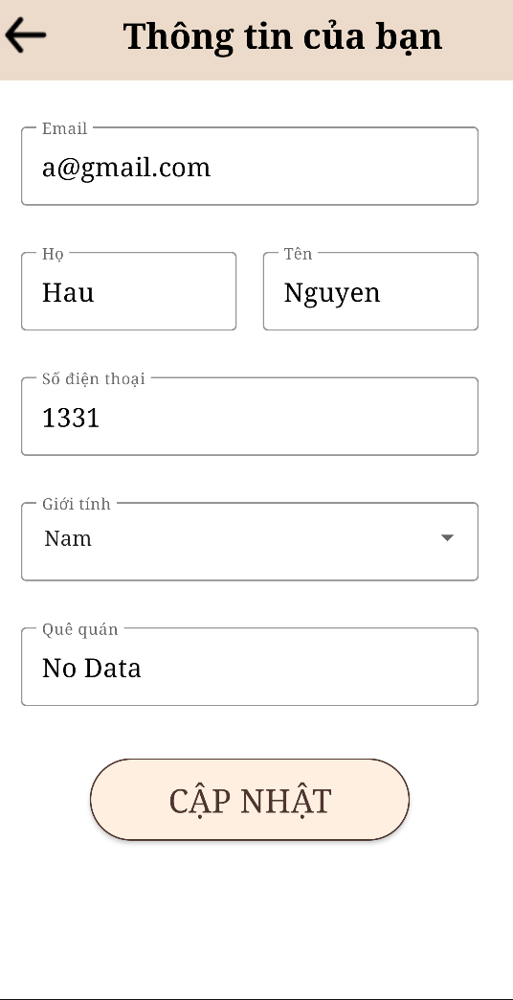 Thông tin của bạn
Email
a@gmail.com
Họ
Hau
Tên
Nguyen
Số điện thoại
1331
Giới tính
Nam
Quê quán
No Data
CẬP NHẬT